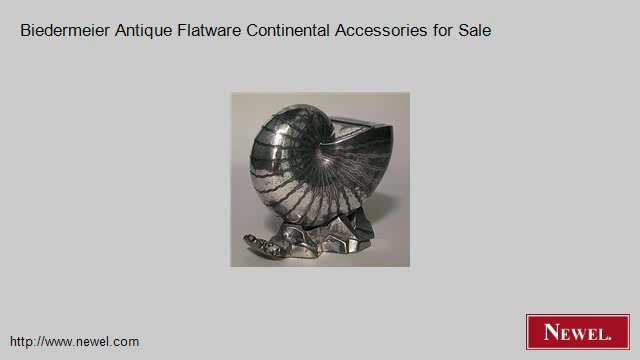 Biedermeier Antique Flatware Continental Accessories for Sale
http://www.newel.com
NEWEL.